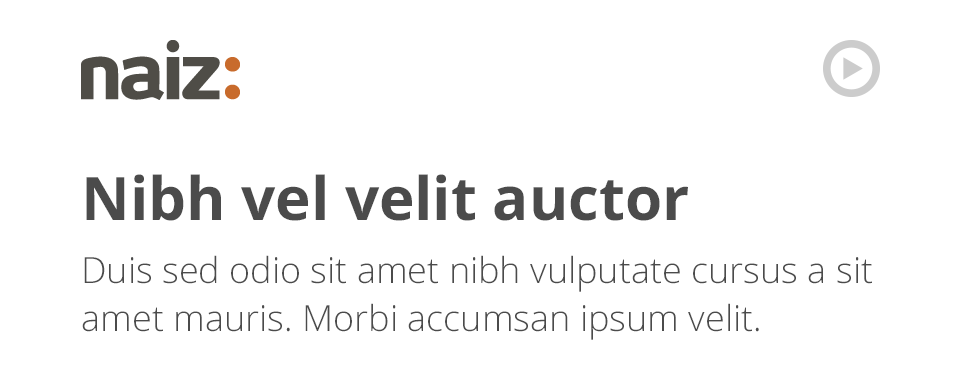 naiz:
Nibh vel velit auctor
Duis sed odio sit amet nibh vulputate cursus a sit
amet mauris. Morbi accumsan ipsum velit.